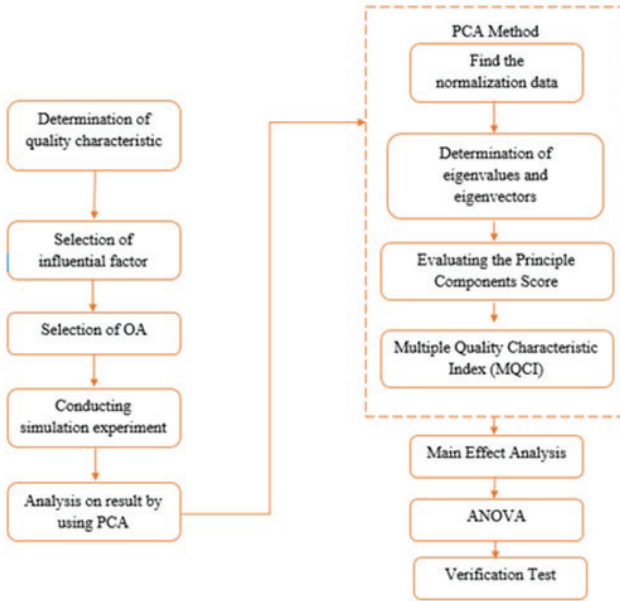 Determination of
quality characteristic
Selection of
influential factor
Selection of OA
Conducting
simulation experiment
Analysis on result by
using PCA
PCA Method
Find the
normalization data
Determination of
eigenvalues and
eigenvectors
Evaluating the Principle
Components Score
Multiple Quality Characteristic
Index (MQCI)
Main Effect Analysis
ANOVA
Verification Test